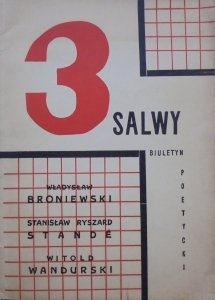 3 SALWY
BIULETYN
POETYCKI
WŁADYSŁAW
BRONIEWSKI
STANISŁAW RYSZARD
STANDE
WITOLD
WANDURSKI